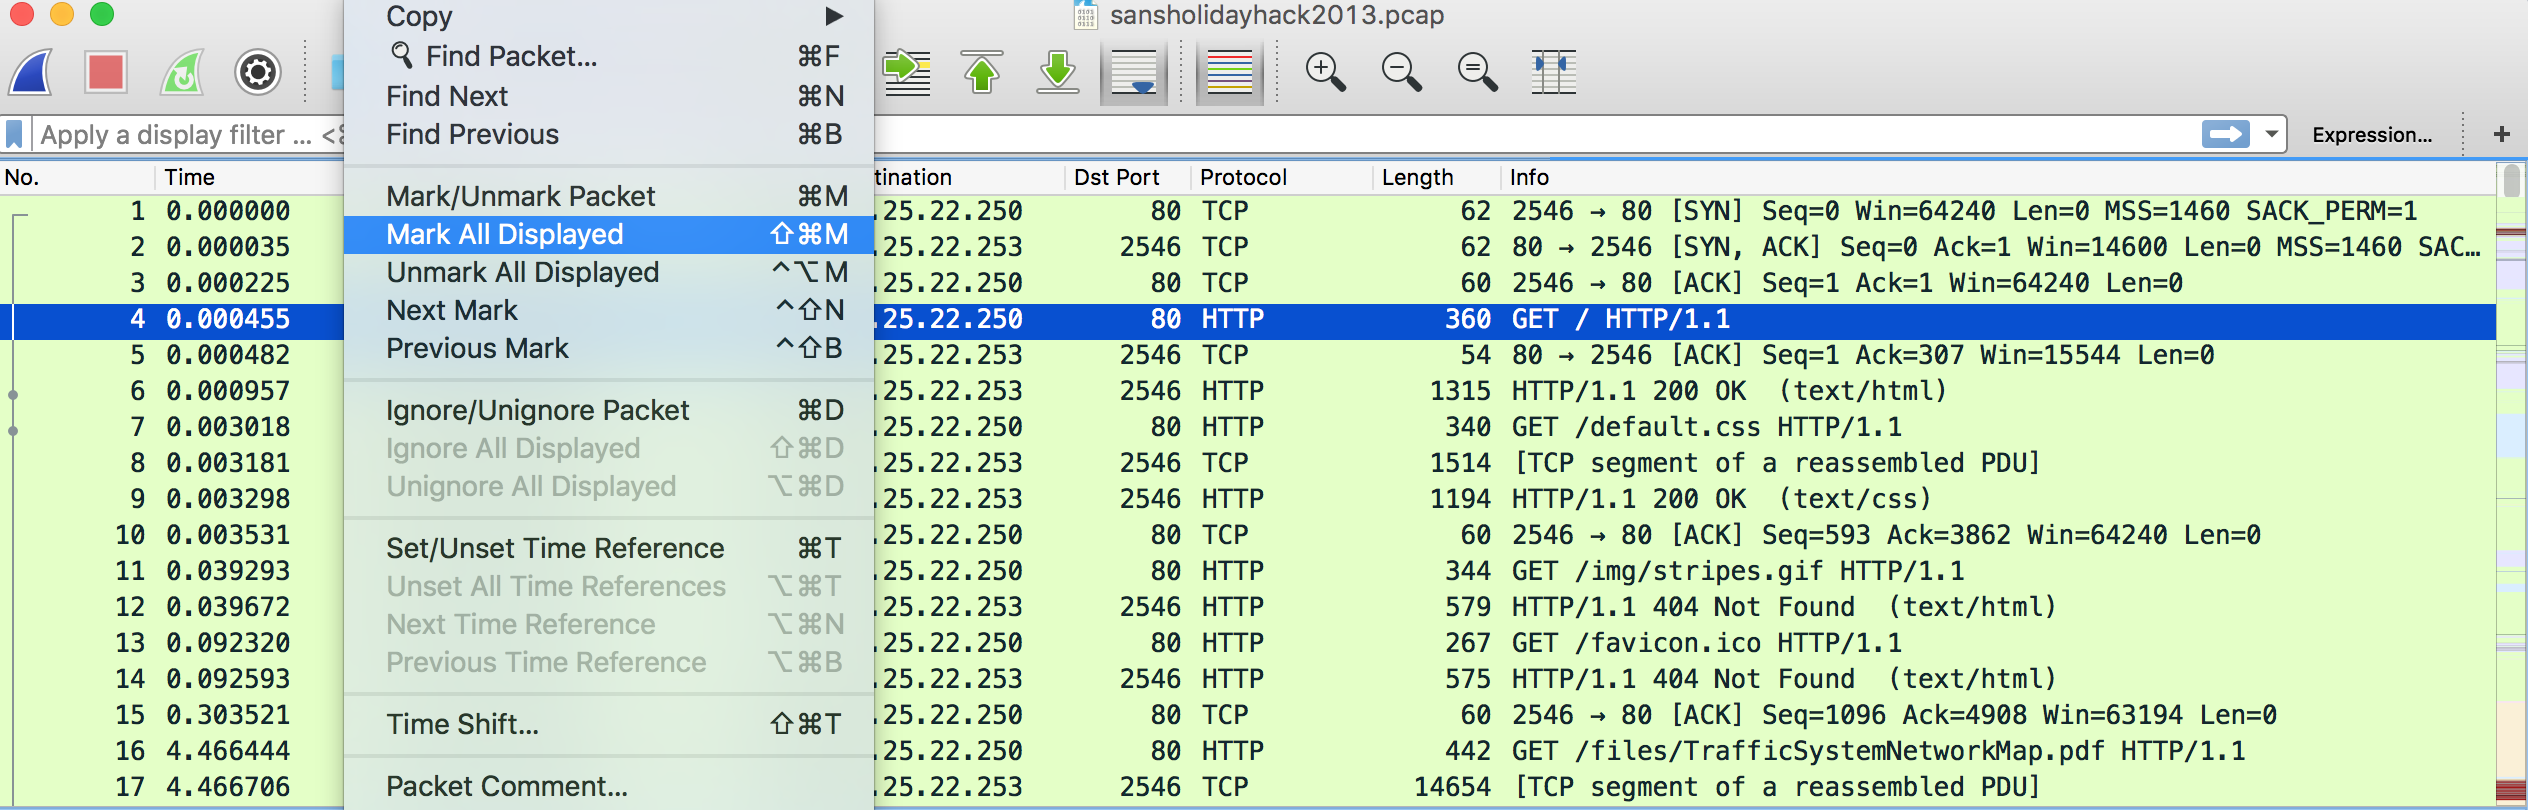 sansholidayhack2013.pcap
Copy ▶
Find Packet... ⌘F
Find Next ⌘N
Find Previous ⌘B
Mark/Unmark Packet ⌘M
Mark All Displayed ⇧⌘M
Unmark All Displayed ^⌥M
Next Mark ^⇧N
Previous Mark ^⇧B
Ignore/Unignore Packet ⌘D
Ignore All Displayed ⇧⌘D
Unignore All Displayed ⌥⌘D
Set/Unset Time Reference ⌘T
Unset All Time References ⌥⌘T
Next Time Reference ⌥⌘N
Previous Time Reference ⌥⌘B
Time Shift... ⇧⌘T
Packet Comment...
Apply a display filter ... <⌘ Expression... +
No. Time tination Dst Port Protocol Length Info
1 0.000000 .25.22.250 80 TCP 62 2546 → 80 [SYN] Seq=0 Win=64240 Len=0 MSS=1460 SACK_PERM=1
2 0.000035 .25.22.253 2546 TCP 62 80 → 2546 [SYN, ACK] Seq=0 Ack=1 Win=14600 Len=0 MSS=1460 SAC…
3 0.000225 .25.22.250 80 TCP 60 2546 → 80 [ACK] Seq=1 Ack=1 Win=64240 Len=0
4 0.000455 .25.22.250 80 HTTP 360 GET / HTTP/1.1
5 0.000482 .25.22.253 2546 TCP 54 80 → 2546 [ACK] Seq=1 Ack=307 Win=15544 Len=0
6 0.000957 .25.22.253 2546 HTTP 1315 HTTP/1.1 200 OK (text/html)
7 0.003018 .25.22.250 80 HTTP 340 GET /default.css HTTP/1.1
8 0.003181 .25.22.253 2546 TCP 1514 [TCP segment of a reassembled PDU]
9 0.003298 .25.22.253 2546 HTTP 1194 HTTP/1.1 200 OK (text/css)
10 0.003531 .25.22.250 80 TCP 60 2546 → 80 [ACK] Seq=593 Ack=3862 Win=64240 Len=0
11 0.039293 .25.22.250 80 HTTP 344 GET /img/stripes.gif HTTP/1.1
12 0.039672 .25.22.253 2546 HTTP 579 HTTP/1.1 404 Not Found (text/html)
13 0.092320 .25.22.250 80 HTTP 267 GET /favicon.ico HTTP/1.1
14 0.092593 .25.22.253 2546 HTTP 575 HTTP/1.1 404 Not Found (text/html)
15 0.303521 .25.22.250 80 TCP 60 2546 → 80 [ACK] Seq=1096 Ack=4908 Win=63194 Len=0
16 4.466444 .25.22.250 80 HTTP 442 GET /files/TrafficSystemNetworkMap.pdf HTTP/1.1
17 4.466706 .25.22.253 2546 TCP 14654 [TCP segment of a reassembled PDU]